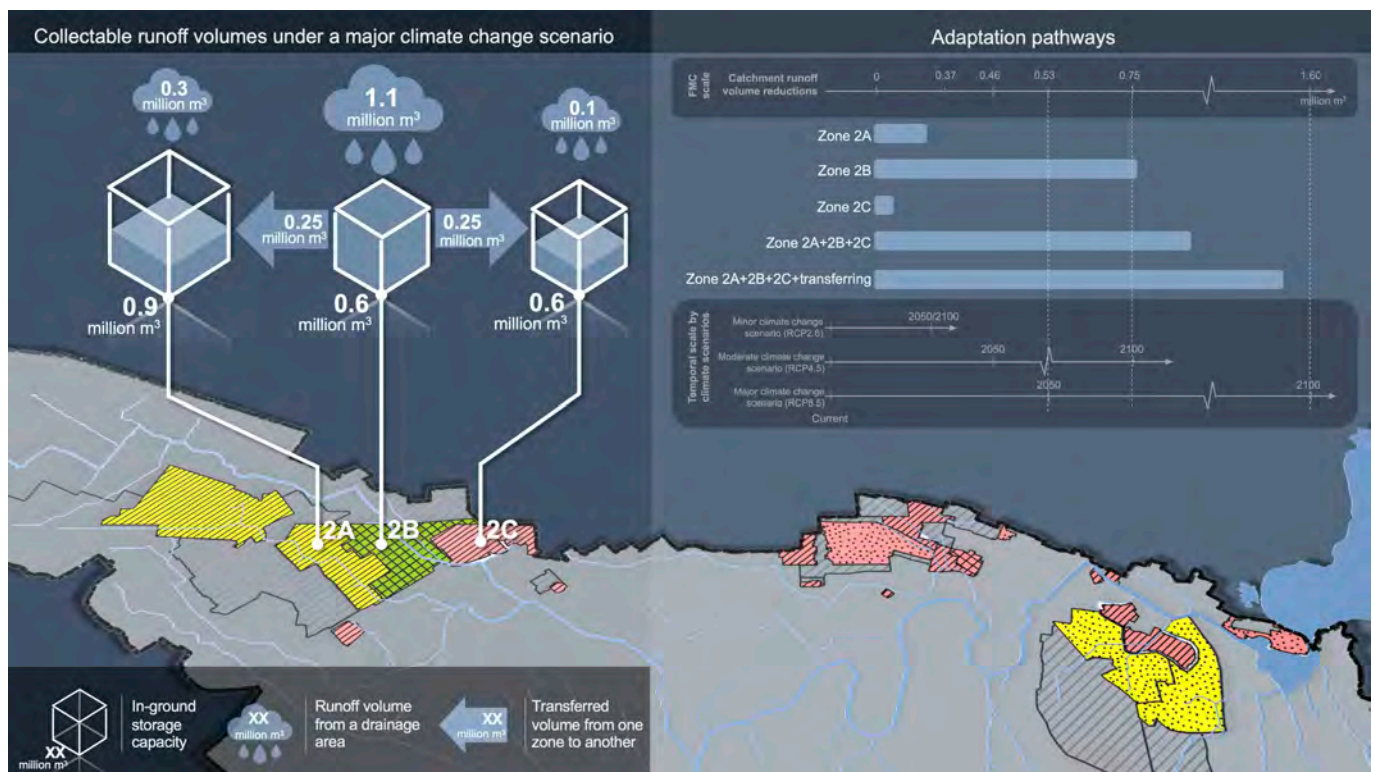 Collectable runoff volumes under a major climate change scenario
0.3
million m³
1.1
million m³
0.1
million m³
0.25
million m³
0.25
million m³
0.9
million m³
0.6
million m³
0.6
million m³
2A
2B
2C
In-ground
storage
capacity
XX
million m³
XX
million m³
Runoff volume
from a drainage
area
XX
million m³
Transferred
volume from one
zone to another
Adaptation pathways
FMC
scale
Catchment runoff
volume reductions
0
0.37
0.46
0.53
0.75
1.60
million m³
Zone 2A
Zone 2B
Zone 2C
Zone 2A+2B+2C
Zone 2A+2B+2C+transferring
Temporal scale by
climate scenarios
Minor climate change
scenario (RCP2.6)
2050/2100
Moderate climate change
scenario (RCP4.5)
2050
2100
Major climate change
scenario (RCP8.5)
2050
2100
Current